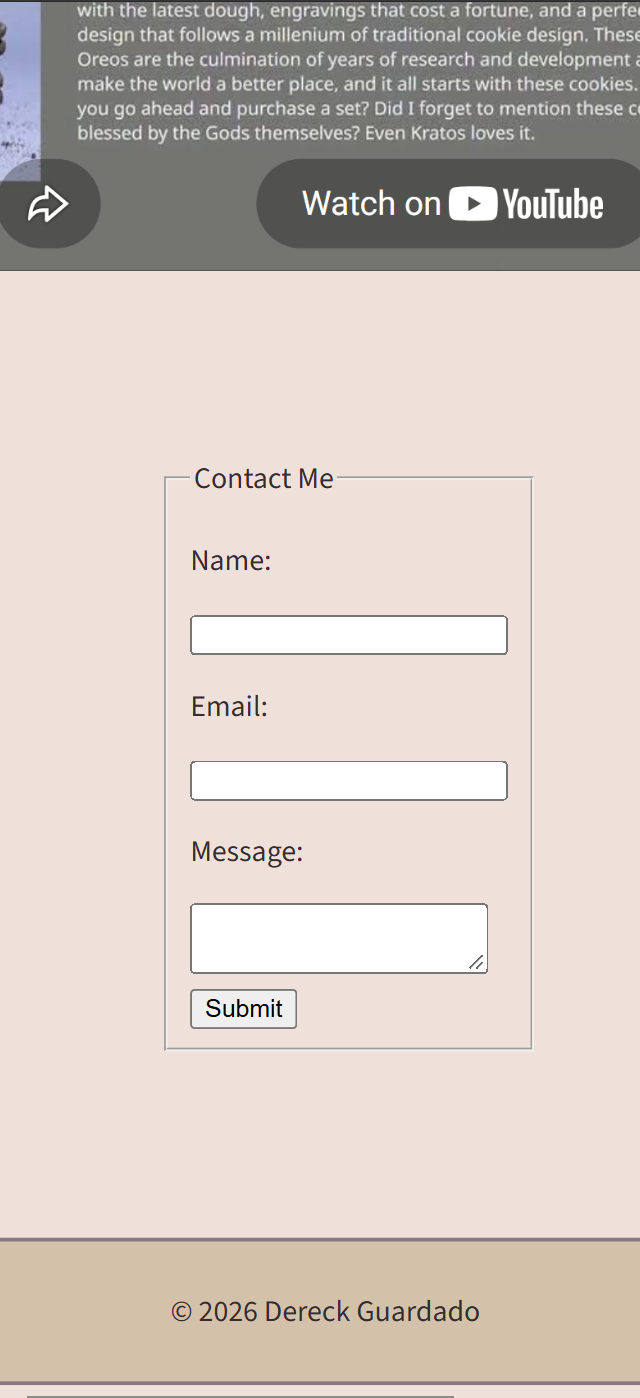 with the latest dough, engravings that cost a fortune, and a
design that follows a millenium of traditional cookie design. These
Oreos are the culmination of years of research and development
make the world a better place, and it all starts with these cookies.
you go ahead and purchase a set? Did I forget to mention these
blessed by the Gods themselves? Even Kratos loves it.
Watch on YouTube
Contact Me
Name:
Email:
Message:
Submit
© 2026 Dereck Guardado